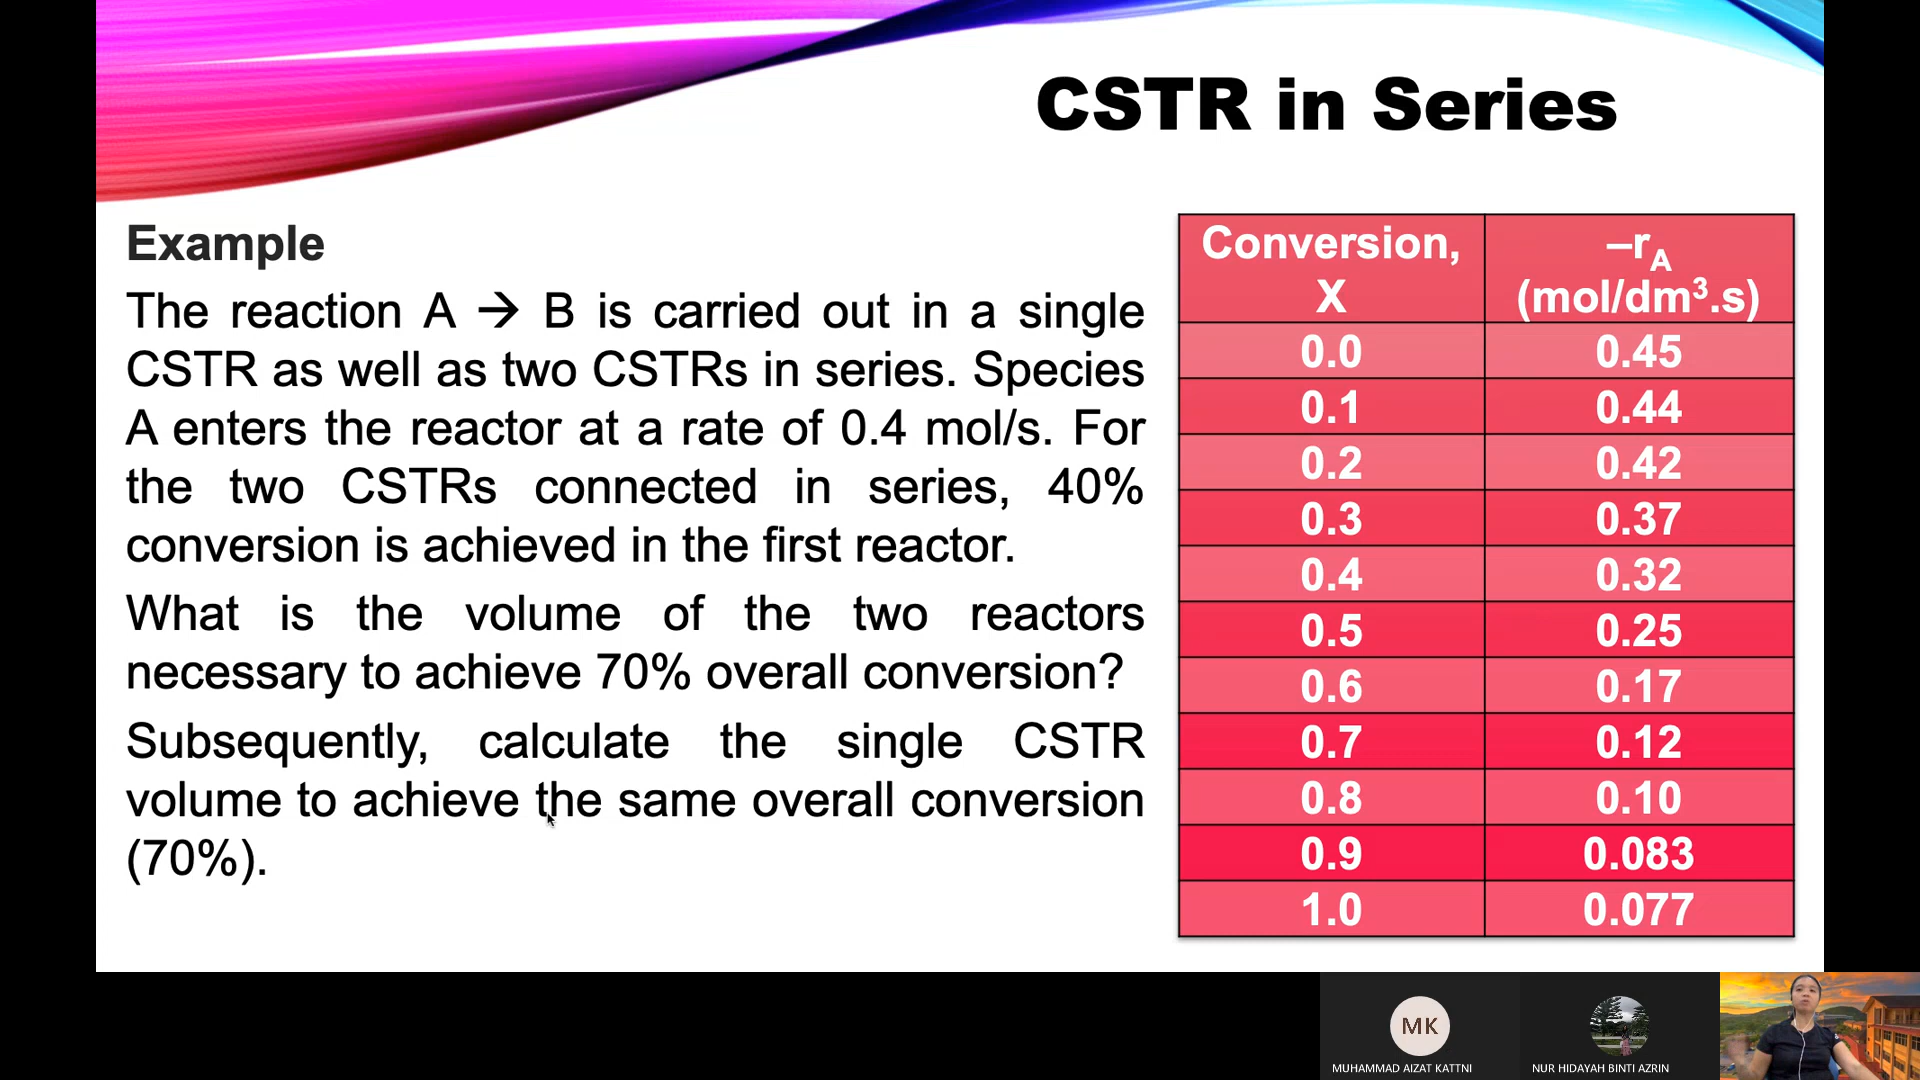 CSTR in Series
Example
The reaction A → B is carried out in a single
CSTR as well as two CSTRs in series. Species
A enters the reactor at a rate of 0.4 mol/s. For
the two CSTRs connected in series, 40%
conversion is achieved in the first reactor.
What is the volume of the two reactors
necessary to achieve 70% overall conversion?
Subsequently, calculate the single CSTR
volume to achieve the same overall conversion
(70%).
Conversion, X –rA (mol/dm³.s)
0.0 0.45
0.1 0.44
0.2 0.42
0.3 0.37
0.4 0.32
0.5 0.25
0.6 0.17
0.7 0.12
0.8 0.10
0.9 0.083
1.0 0.077
MK
MUHAMMAD AIZAT KATTNI
NUR HIDAYAH BINTI AZRIN